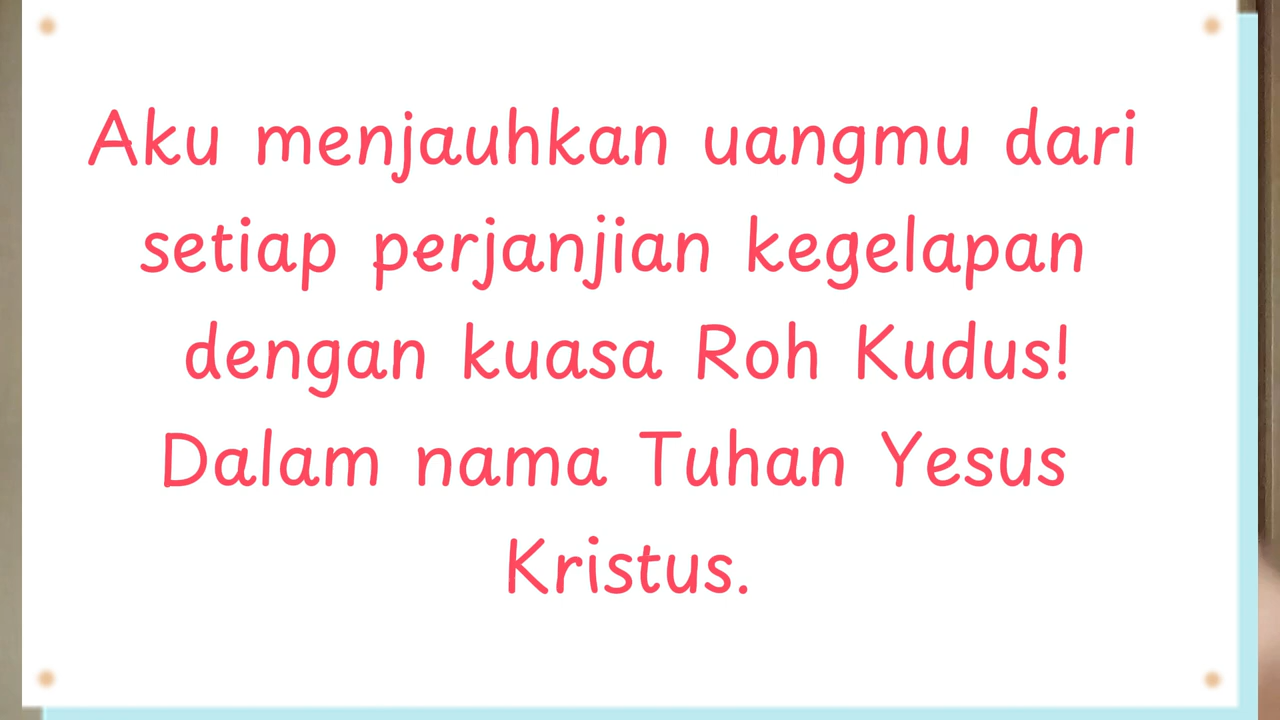 Aku menjauhkan uangmu dari
setiap perjanjian kegelapan
dengan kuasa Roh Kudus!
Dalam nama Tuhan Yesus
Kristus.